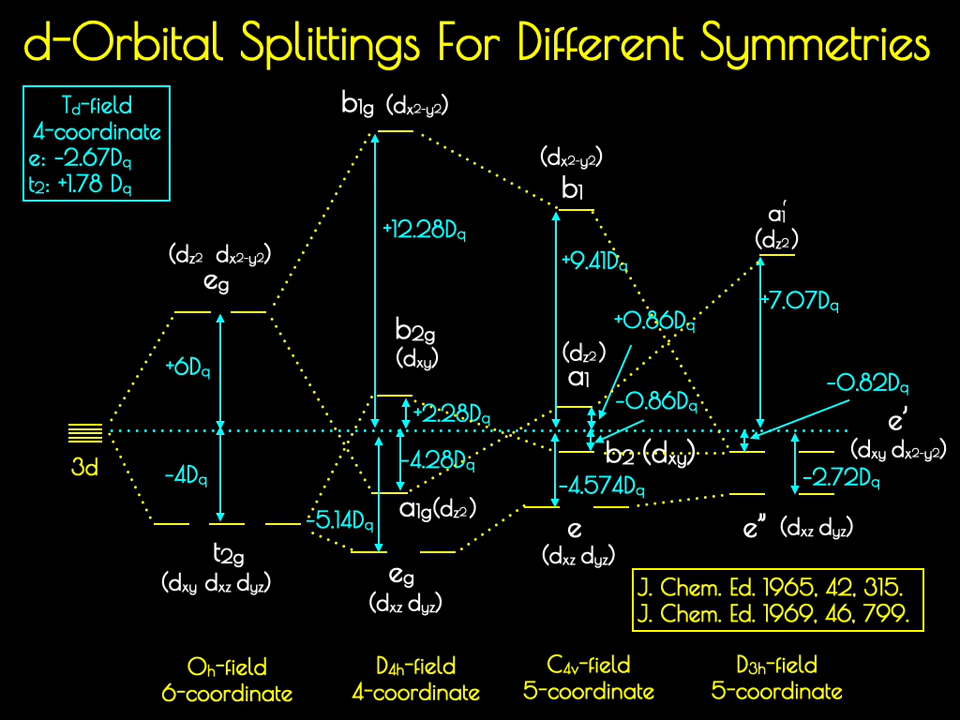 d-Orbital Splittings For Different Symmetries
Td-field
4-coordinate
e: -2.67Dq
t2: +1.78 Dq
3d
(dz2 dx2-y2)
eg
+6Dq
-4Dq
t2g
(dxy dxz dyz)
Oh-field
6-coordinate
b1g (dx2-y2)
+12.28Dq
b2g
(dxy)
+2.28Dq
-4.28Dq
-5.14Dq
a1g(dz2)
eg
(dxz dyz)
D4h-field
4-coordinate
(dx2-y2)
b1
+9.41Dq
+0.86Dq
(dz2)
a1
-0.86Dq
b2 (dxy)
-4.574Dq
e
(dxz dyz)
C4v-field
5-coordinate
a1'
(dz2)
+7.07Dq
-0.82Dq
e'
(dxy dx2-y2)
-2.72Dq
e" (dxz dyz)
D3h-field
5-coordinate
J. Chem. Ed. 1965, 42, 315.
J. Chem. Ed. 1969, 46, 799.